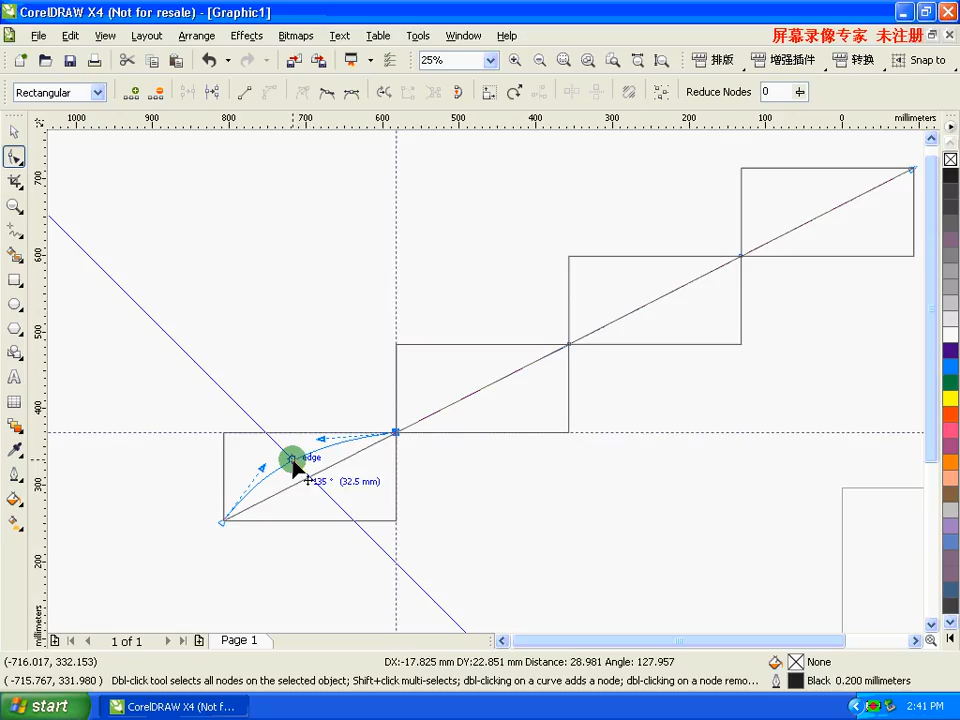 CorelDRAW X4 (Not for resale) - [Graphic1]
File Edit View Layout Arrange Effects Bitmaps Text Table Tools Window Help
屏幕录像专家 未注册
25% 排版 增强插件 转换 Snap to
Rectangular Reduce Nodes 0
1000 900 800 700 600 500 400 300 200 100 0 millimeters
700
600
500
400
300
200
millimeters
edge
135 ° (32.5 mm)
1 of 1 Page 1
(-716.017, 332.153) DX:-17.825 mm DY:22.851 mm Distance: 28.981 Angle: 127.957 None
(-715.767, 331.980 ) Dbl-click tool selects all nodes on the selected object; Shift+click multi-selects; dbl-clicking on a curve adds a node; dbl-clicking on a node remo... Black 0.200 millimeters
start CorelDRAW X4 (Not f... 2:41 PM